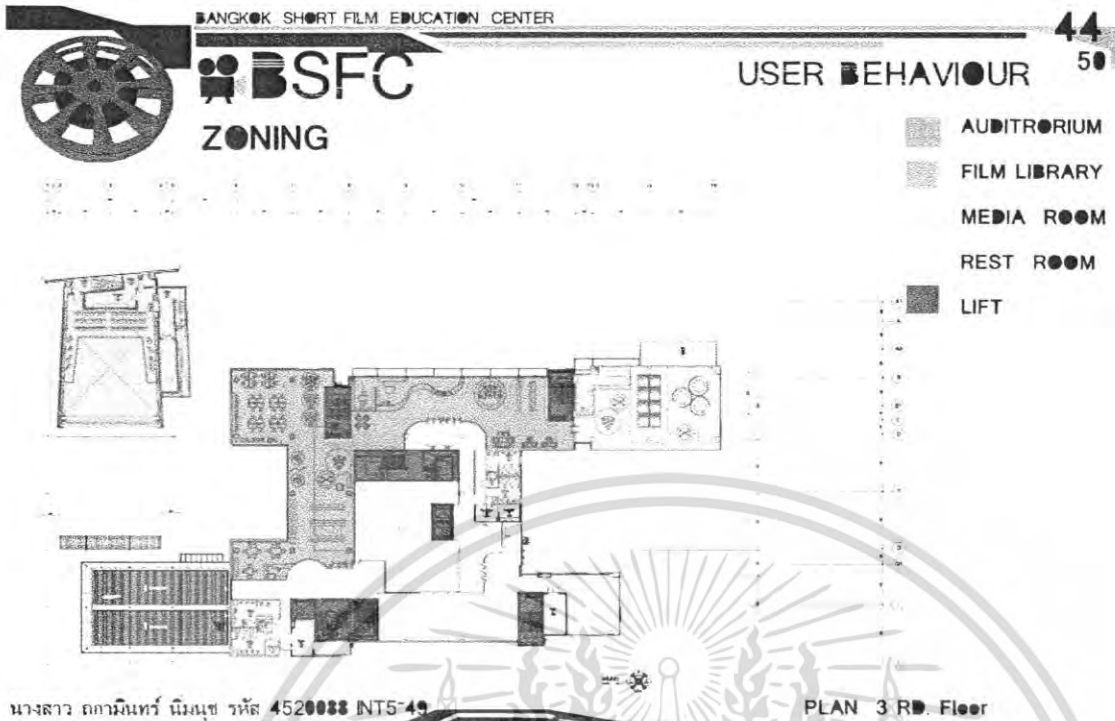 BANGKOK SHORT FILM EDUCATION CENTER
44
50
BSFC
USER BEHAVIOUR
ZONING
AUDITRORIUM
FILM LIBRARY
MEDIA ROOM
REST ROOM
LIFT
นางสาว ถกามินทร์ นิ่มนุช รหัส 4520088 INT5-49
PLAN 3 RD. Floor